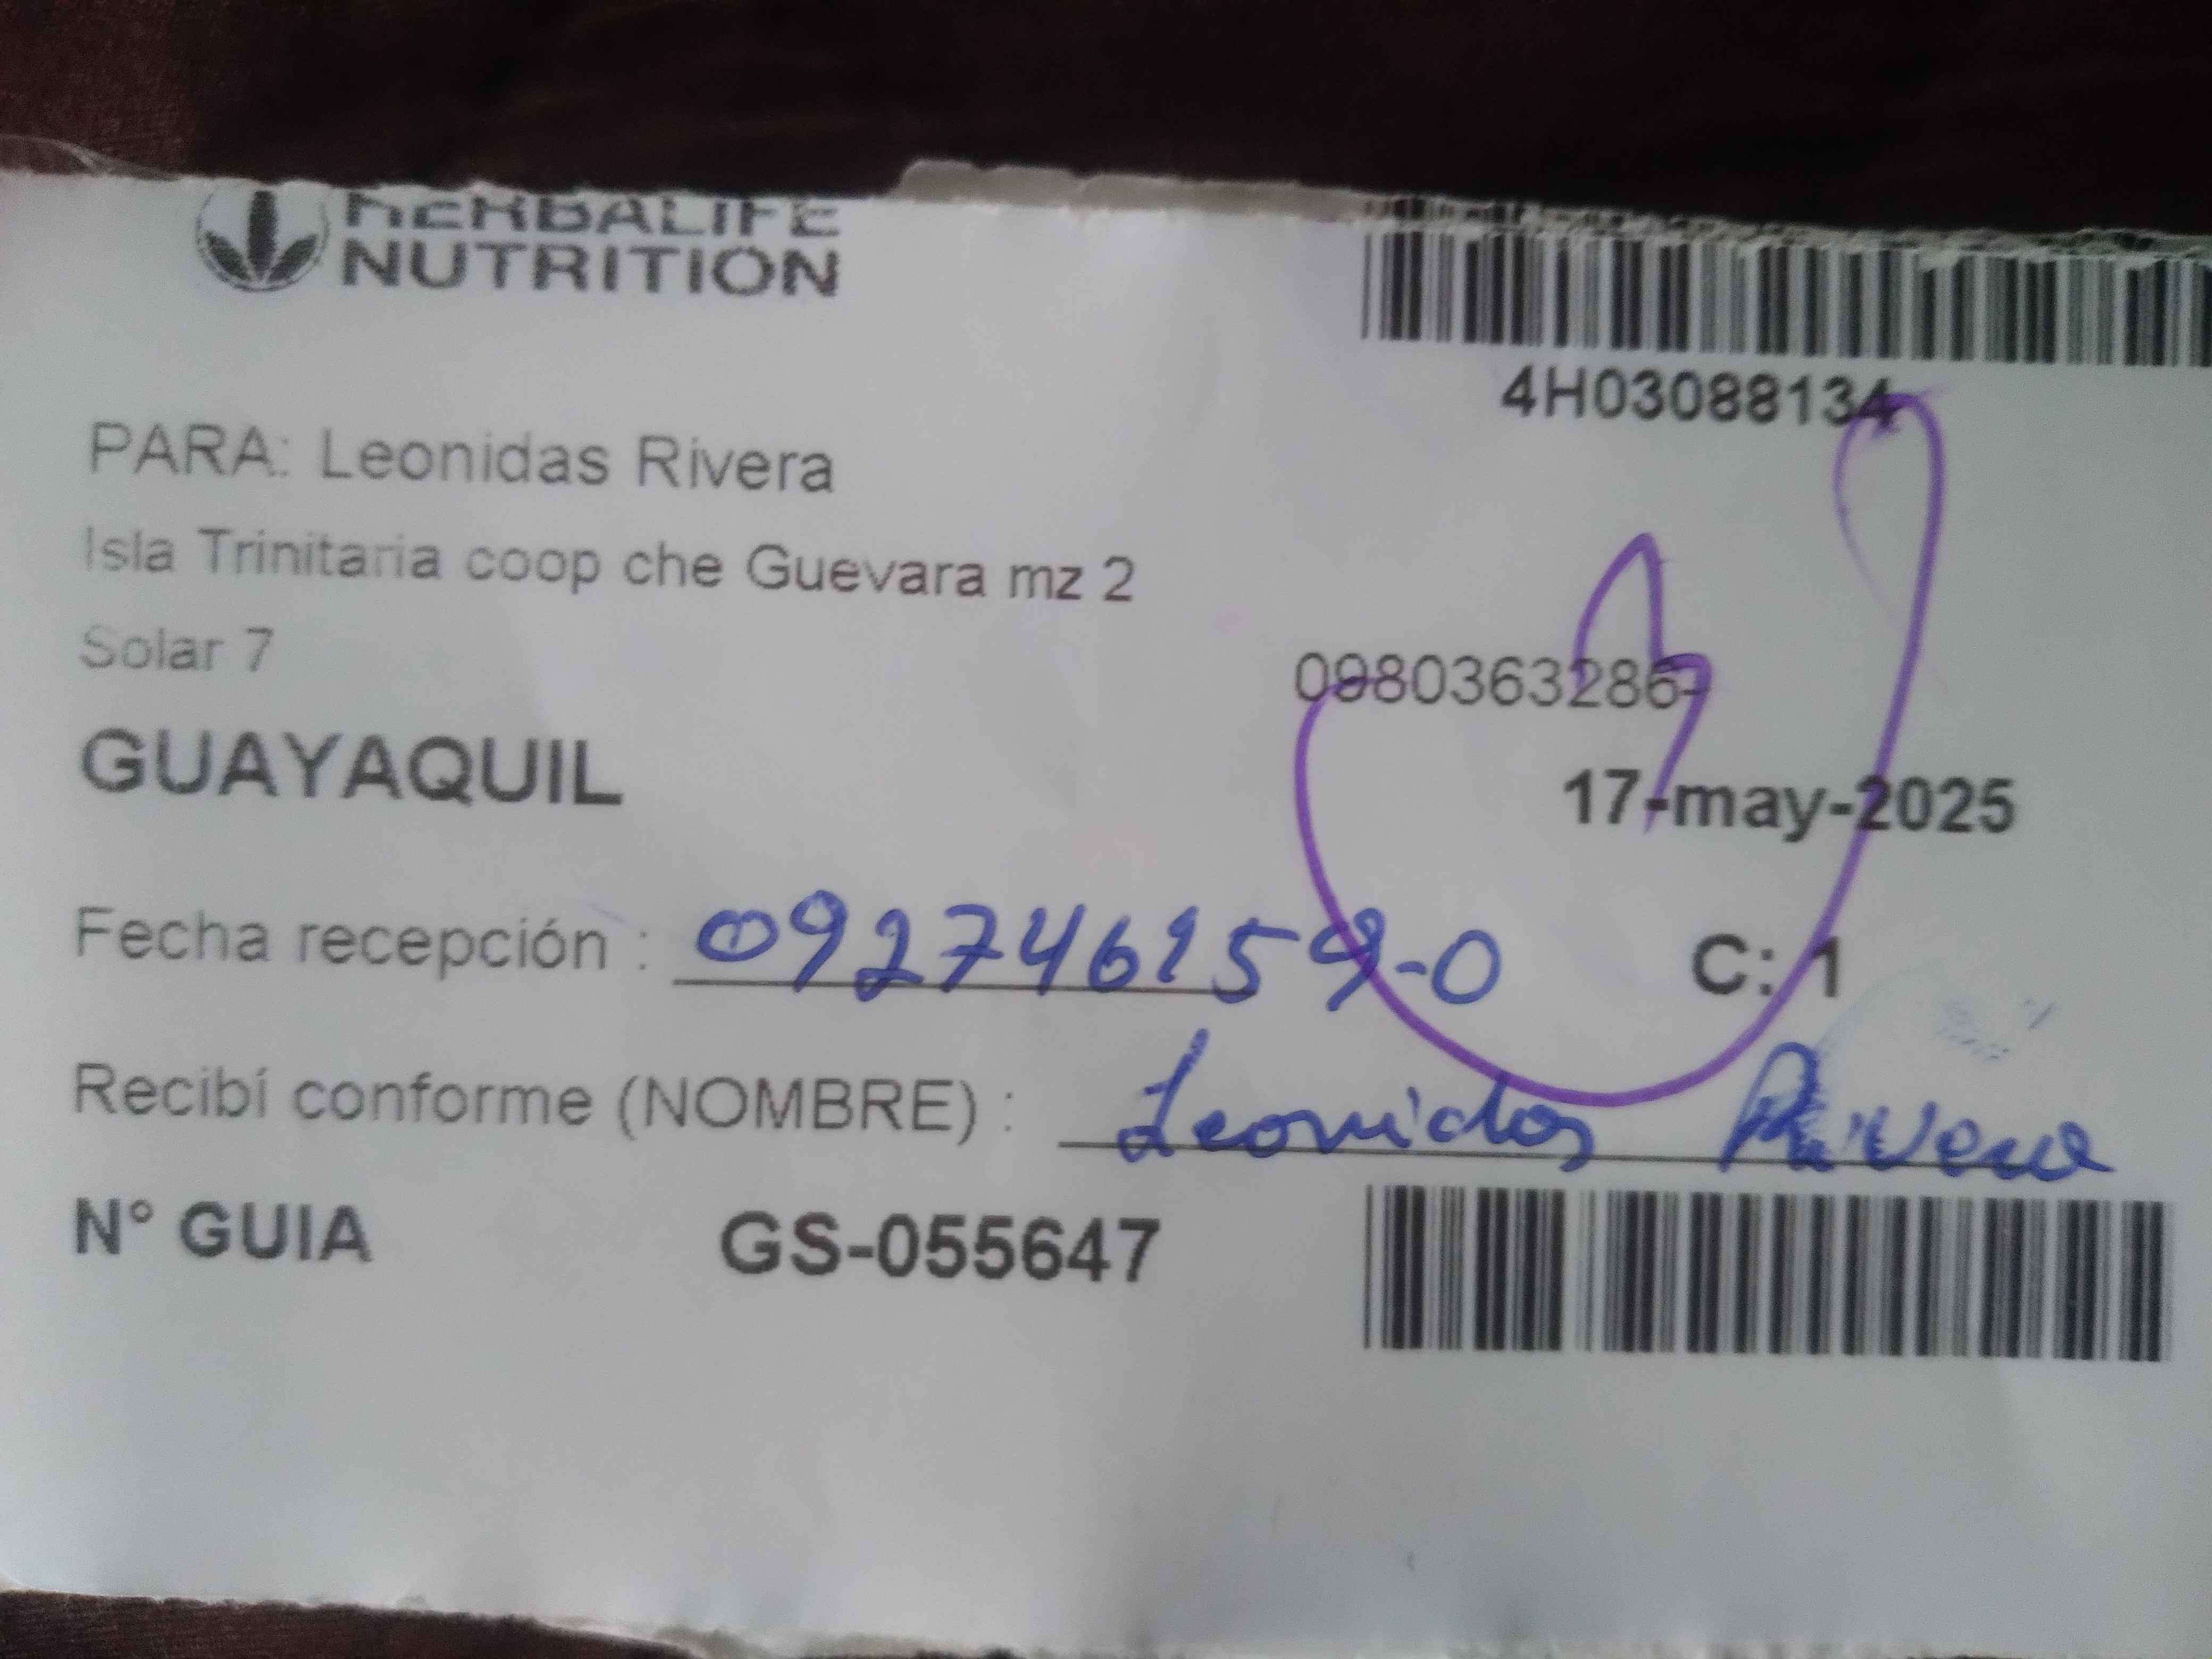 HERBALIFE
NUTRITION
4H03088134
PARA: Leonidas Rivera
Isla Trinitaria coop che Guevara mz 2
Solar 7
0980363286-
GUAYAQUIL
17-may-2025
Fecha recepción : 092746159-0
C: 1
Recibí conforme (NOMBRE) : Leonidas Rivera
N° GUIA GS-055647